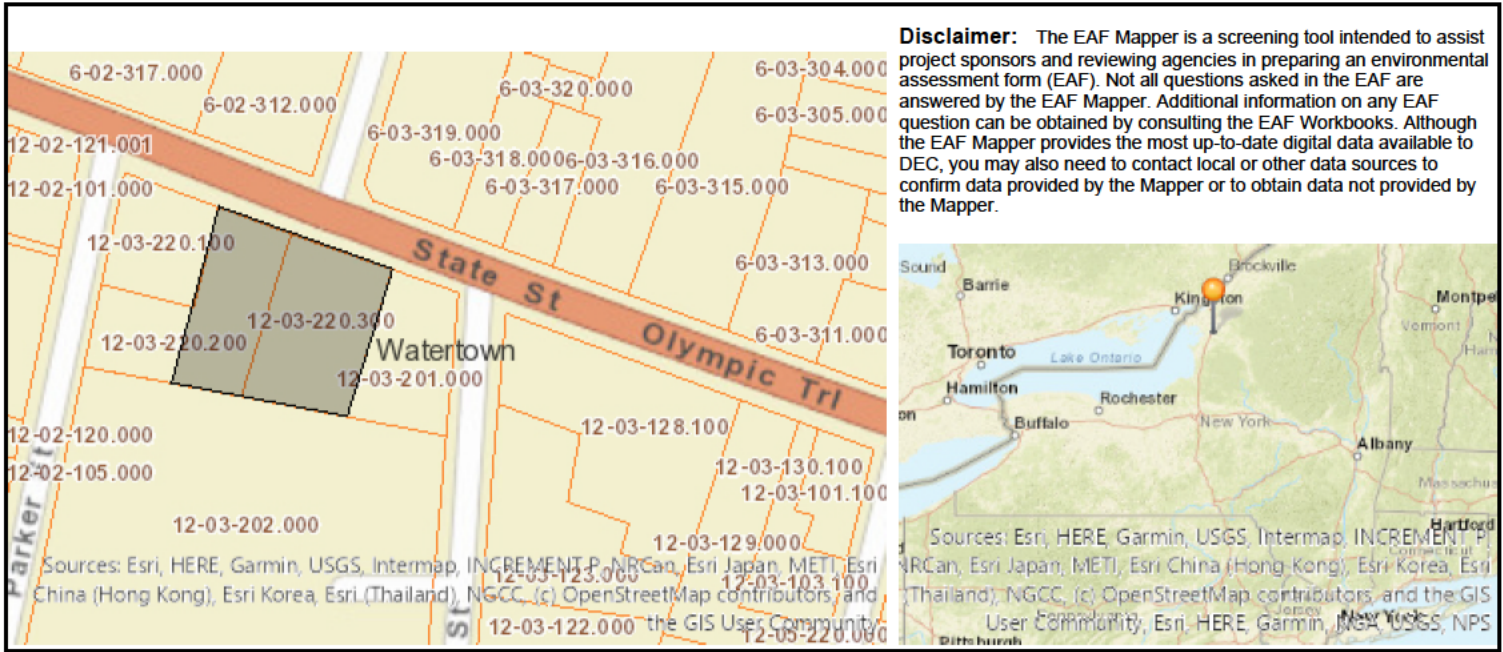 6-02-317.000
6-02-312.000
6-03-320.000
6-03-304.000
6-03-305.000
12-02-121.001
6-03-319.000
6-03-318.000
6-03-316.000
6-03-317.000
6-03-315.000
12-02-101.000
12-03-220.100
State St
Olympic Trl
6-03-313.000
12-03-220.300
12-03-220.200
Watertown
6-03-311.000
12-03-201.000
12-02-120.000
12-03-128.100
12-02-105.000
12-03-130.100
12-03-101.100
Parker St
12-03-202.000
12-03-129.000
12-03-123.000
12-03-103.100
St
12-03-122.000
12-05-220.000
Sources: Esri, HERE, Garmin, USGS, Intermap, INCREMENT P, NRCan, Esri Japan, METI, Esri
China (Hong Kong), Esri Korea, Esri (Thailand), NGCC, (c) OpenStreetMap contributors, and
the GIS User Community
Disclaimer: The EAF Mapper is a screening tool intended to assist
project sponsors and reviewing agencies in preparing an environmental
assessment form (EAF). Not all questions asked in the EAF are
answered by the EAF Mapper. Additional information on any EAF
question can be obtained by consulting the EAF Workbooks. Although
the EAF Mapper provides the most up-to-date digital data available to
DEC, you may also need to contact local or other data sources to
confirm data provided by the Mapper or to obtain data not provided by
the Mapper.
Sound
Barrie
Brockville
Kingston
Montpel
Vermont
Toronto
Lake Ontario
Hamilton
Rochester
Buffalo
New York
Albany
Massachus
Hartford
Connecticut
Pennsylvania
Jersey
New York
Pittsburgh
Sources: Esri, HERE, Garmin, USGS, Intermap, INCREMENT P,
NRCan, Esri Japan, METI, Esri China (Hong Kong), Esri Korea, Esri
(Thailand), NGCC, (c) OpenStreetMap contributors, and the GIS
User Community, Esri, HERE, Garmin, NGA, USGS, NPS